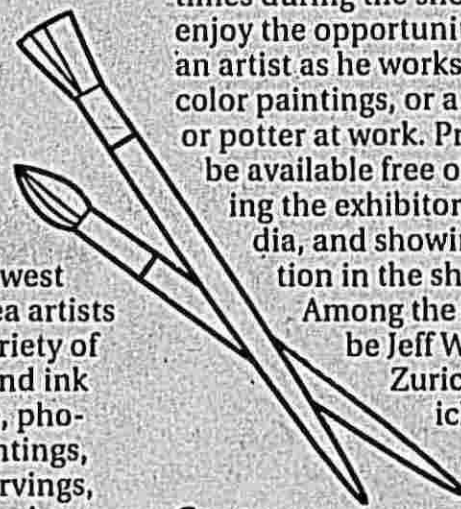 enjoy the opportuni
an artist as he works
color paintings, or a
or potter at work. Pr
be available free o
ing the exhibitor
dia, and showi
tion in the sh
Among the
be Jeff W
Zuric
ic
west
ea artists
riety of
nd ink
, pho-
ntings,
rvings,